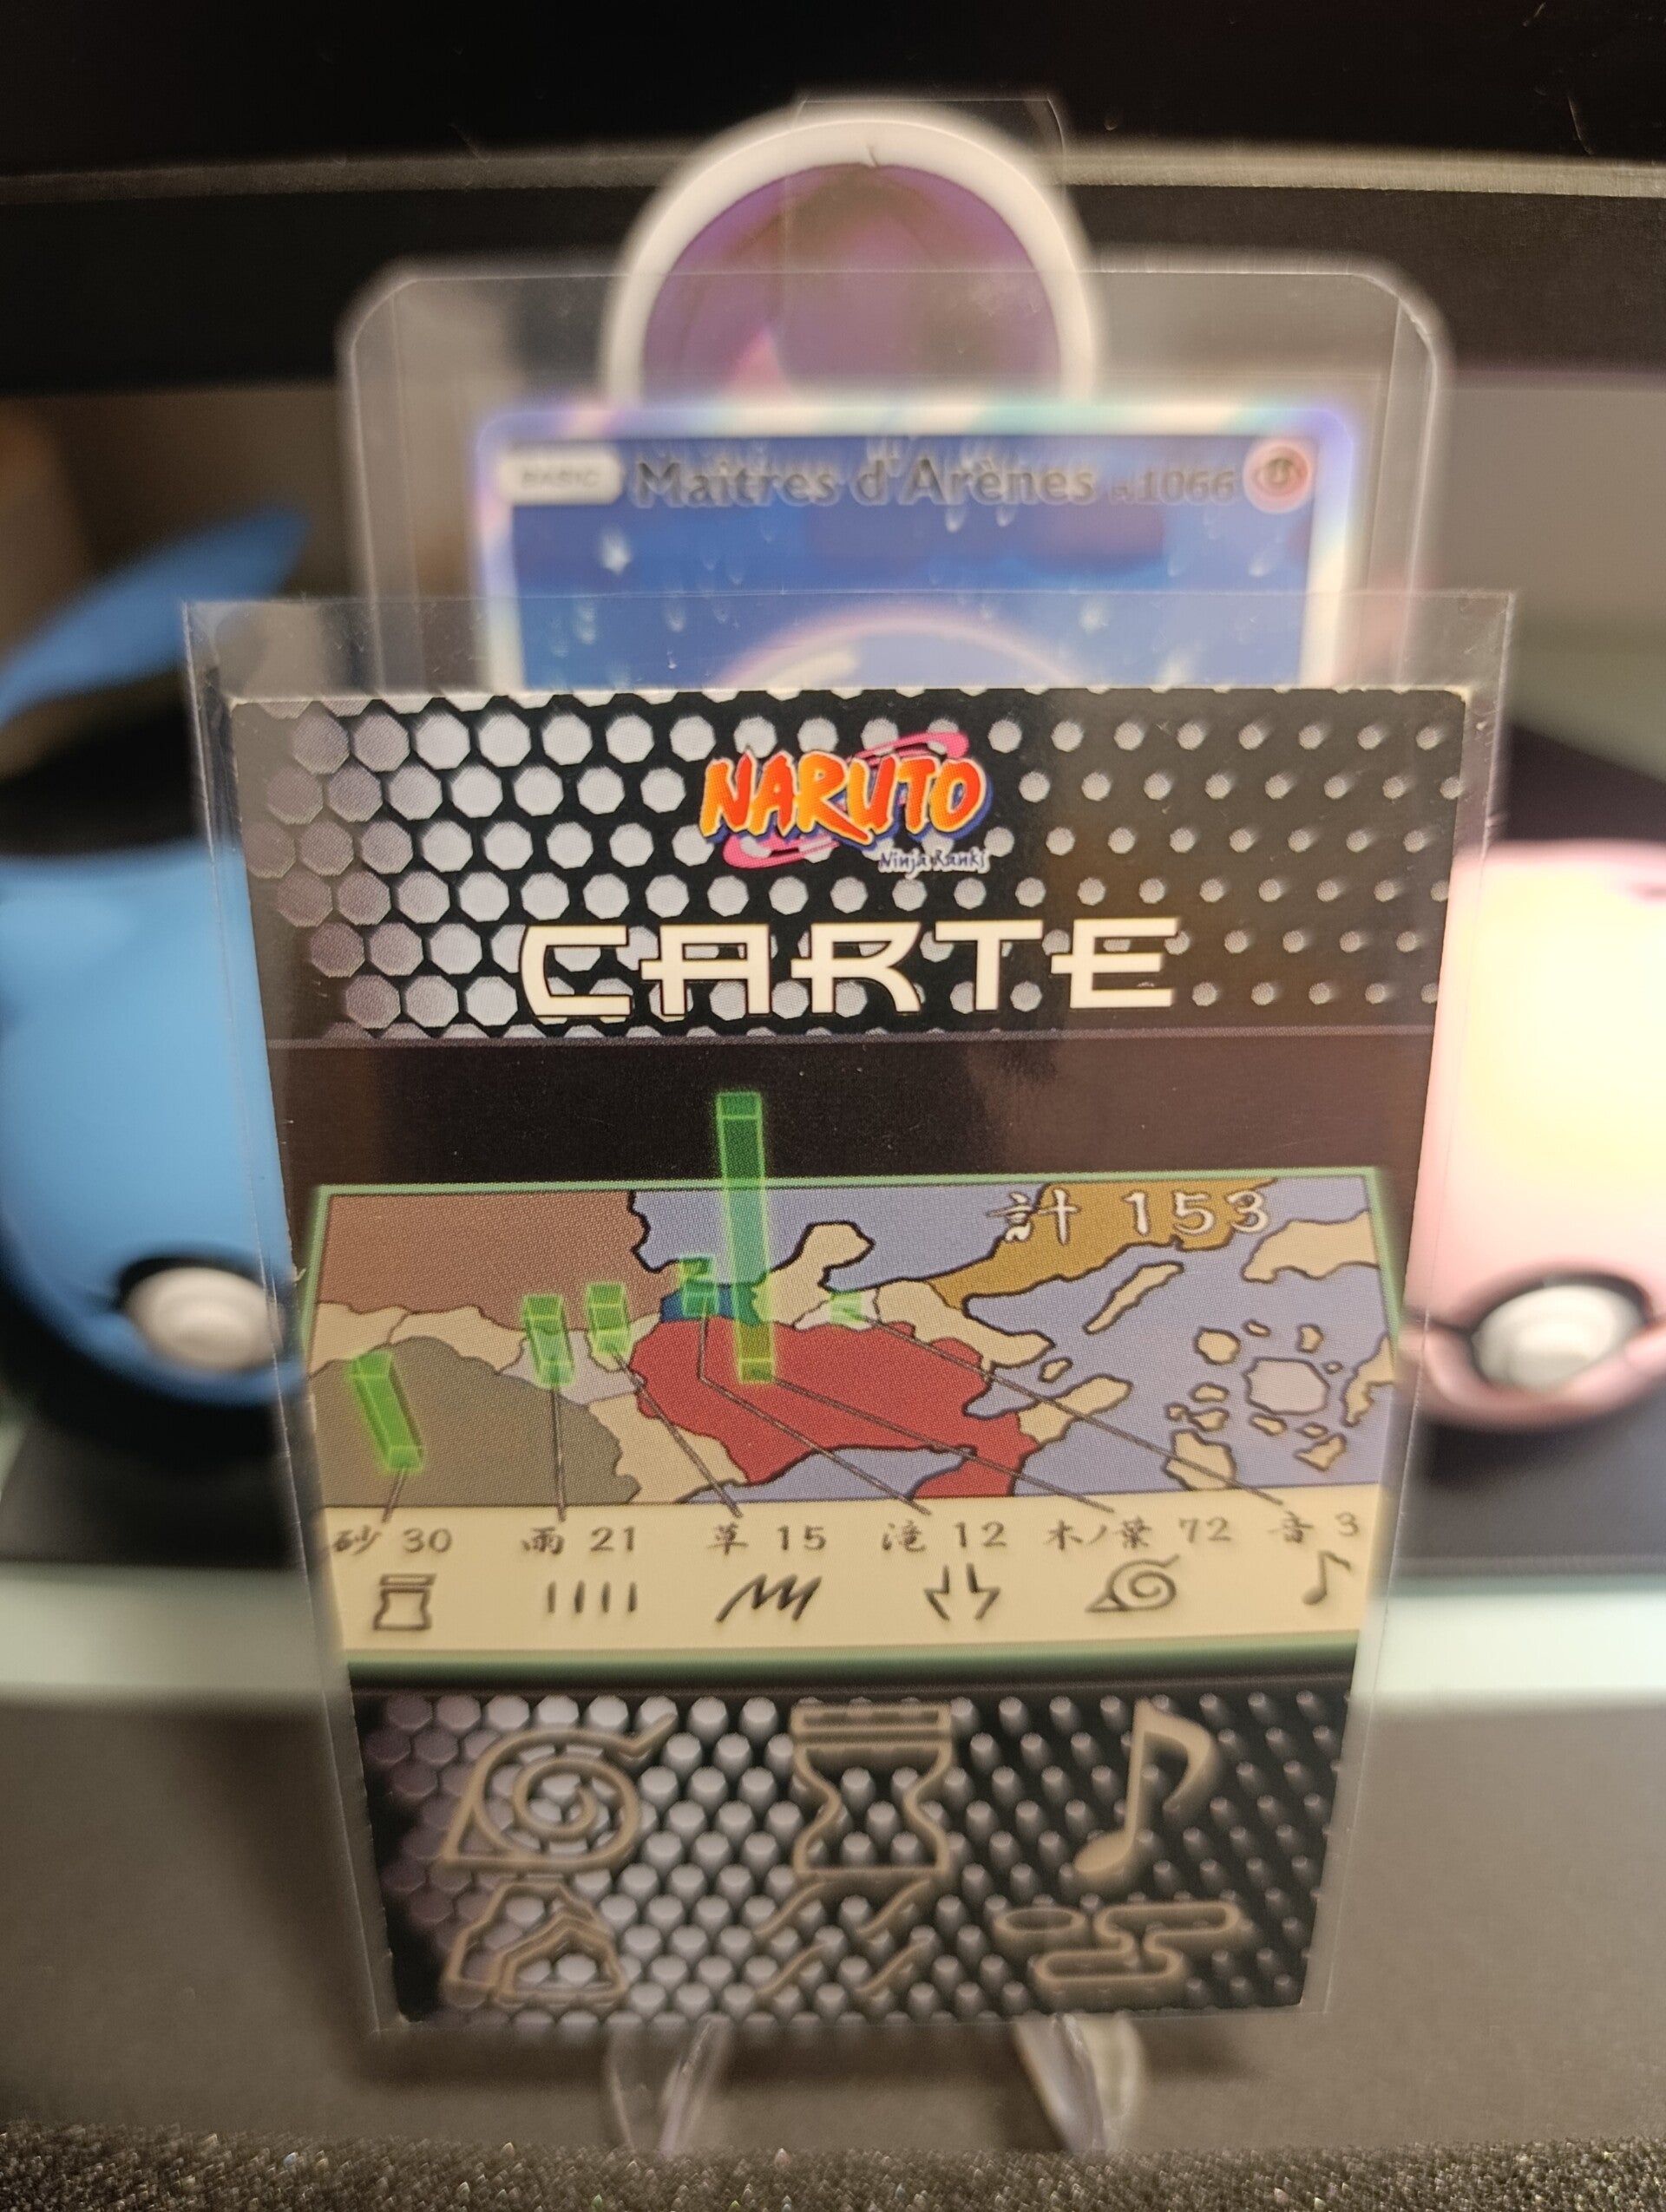 BASIC Maîtres d'Arènes 1066
NARUTO
Ninja Ranks
CARTE
計 153
砂 30 雨 21 草 15 滝 12 木ノ葉 72 音 3